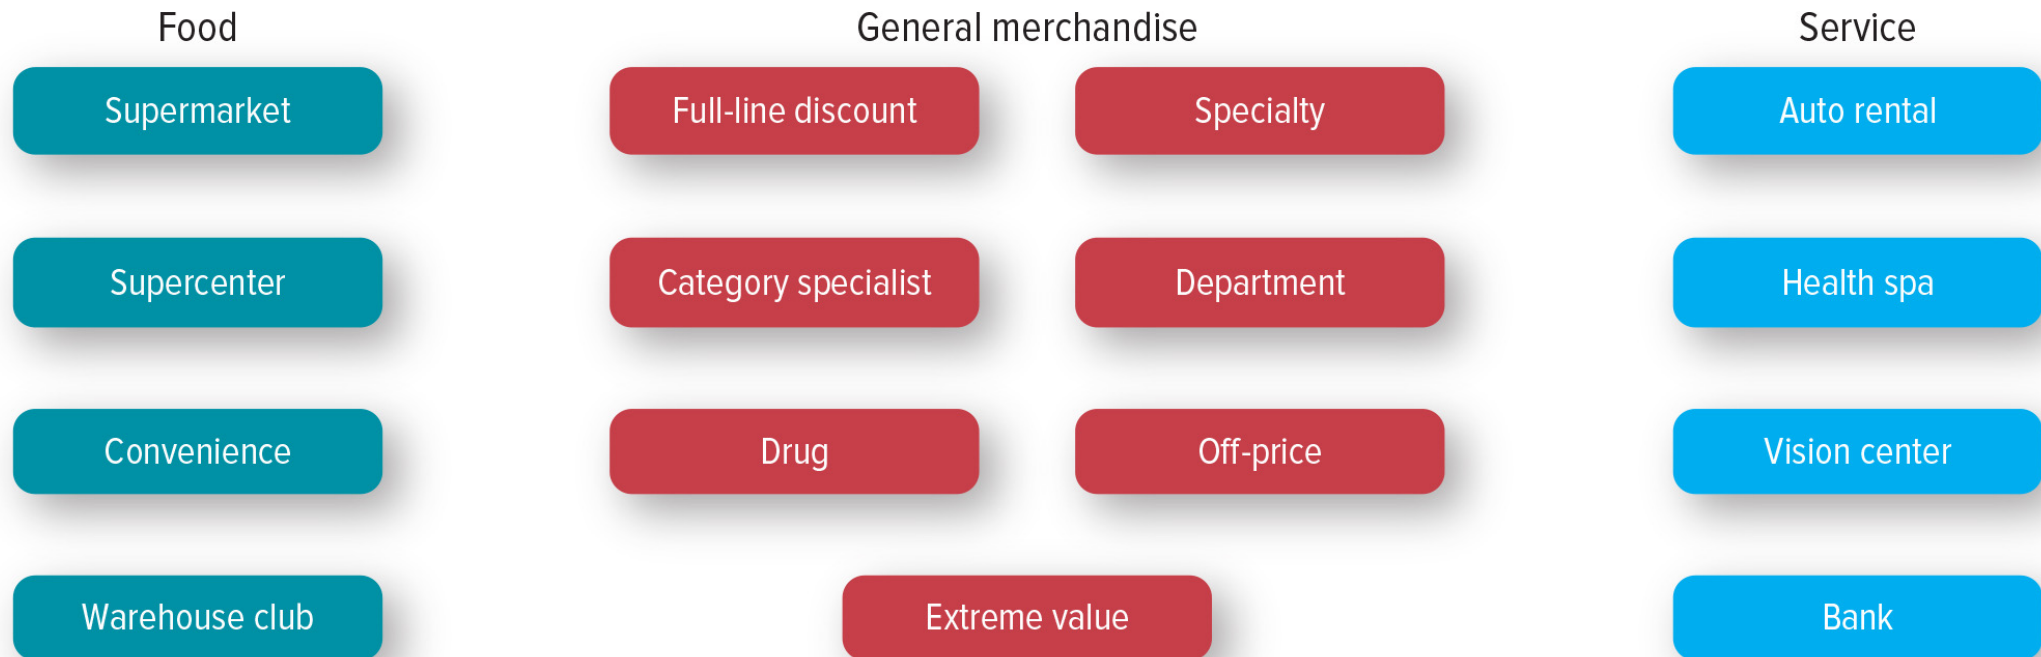 Food
General merchandise
Service
Supermarket
Full-line discount
Specialty
Auto rental
Supercenter
Category specialist
Department
Health spa
Convenience
Drug
Off-price
Vision center
Warehouse club
Extreme value
Bank